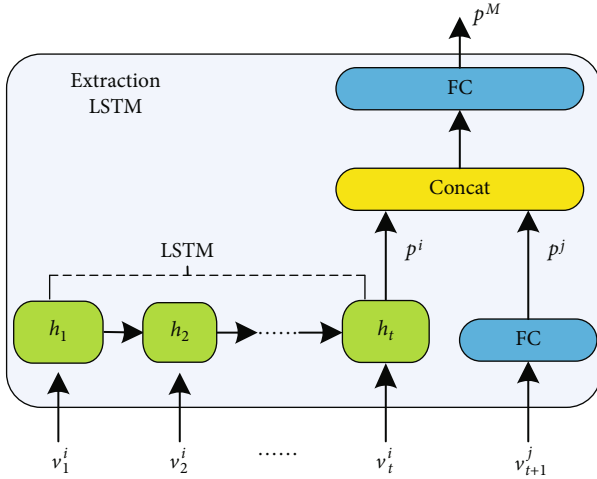 p^M
Extraction
LSTM
FC
Concat
LSTM
p^i
p^j
h_1
h_2
......
h_t
FC
v_1^i
v_2^i
......
v_t^i
v_{t+1}^j